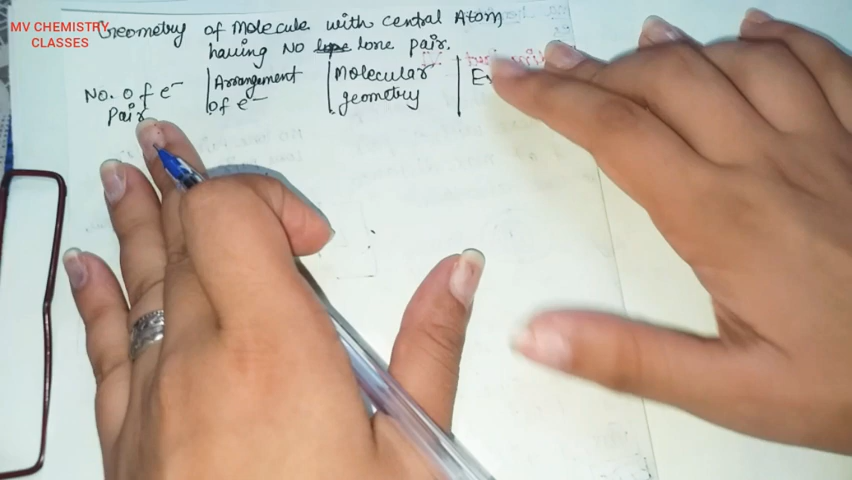 MV CHEMISTRY
CLASSES
Geometry of Molecule with central Atom
having NO lone pair.
No. of e⁻ Pair
Arrangement of e⁻
Molecular geometry